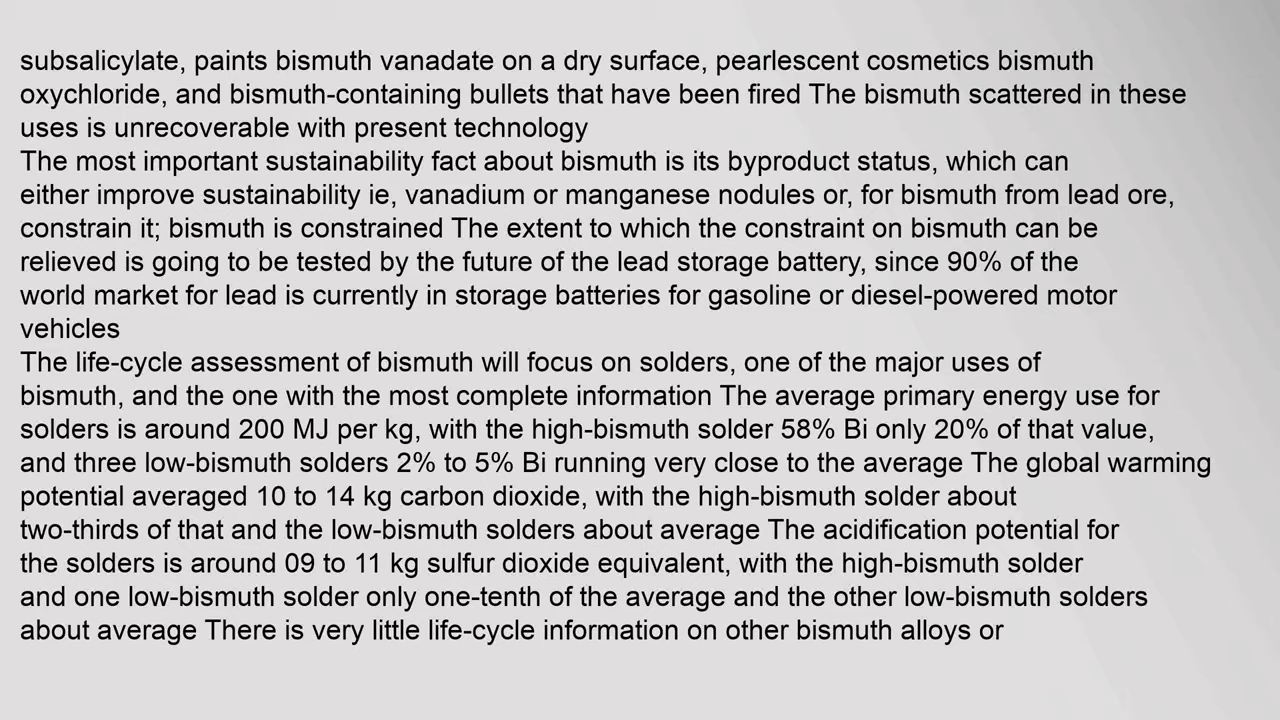 subsalicylate, paints bismuth vanadate on a dry surface, pearlescent cosmetics bismuth
oxychloride, and bismuth-containing bullets that have been fired The bismuth scattered in these
uses is unrecoverable with present technology
The most important sustainability fact about bismuth is its byproduct status, which can
either improve sustainability ie, vanadium or manganese nodules or, for bismuth from lead ore,
constrain it; bismuth is constrained The extent to which the constraint on bismuth can be
relieved is going to be tested by the future of the lead storage battery, since 90% of the
world market for lead is currently in storage batteries for gasoline or diesel-powered motor
vehicles
The life-cycle assessment of bismuth will focus on solders, one of the major uses of
bismuth, and the one with the most complete information The average primary energy use for
solders is around 200 MJ per kg, with the high-bismuth solder 58% Bi only 20% of that value,
and three low-bismuth solders 2% to 5% Bi running very close to the average The global warming
potential averaged 10 to 14 kg carbon dioxide, with the high-bismuth solder about
two-thirds of that and the low-bismuth solders about average The acidification potential for
the solders is around 09 to 11 kg sulfur dioxide equivalent, with the high-bismuth solder
and one low-bismuth solder only one-tenth of the average and the other low-bismuth solders
about average There is very little life-cycle information on other bismuth alloys or